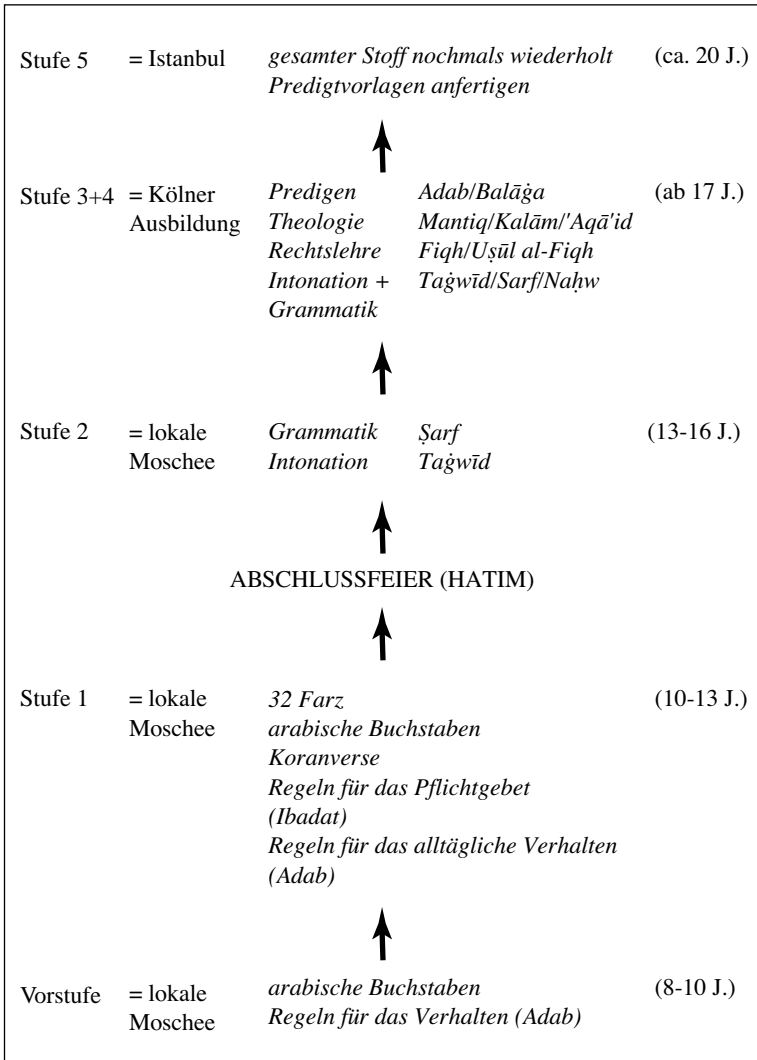 Stufe 5 = Istanbul gesamter Stoff nochmals wiederholt (ca. 20 J.)
Predigtvorlagen anfertigen
Stufe 3+4 = Kölner Predigen Adab/Balāġa (ab 17 J.)
Ausbildung Theologie Mantiq/Kalām/'Aqā'id
Rechtslehre Fiqh/Uṣūl al-Fiqh
Intonation + Taġwīd/Sarf/Naḥw
Grammatik
Stufe 2 = lokale Grammatik Ṣarf (13-16 J.)
Moschee Intonation Taġwīd
ABSCHLUSSFEIER (HATIM)
Stufe 1 = lokale 32 Farz (10-13 J.)
Moschee arabische Buchstaben
Koranverse
Regeln für das Pflichtgebet
(Ibadat)
Regeln für das alltägliche Verhalten
(Adab)
Vorstufe = lokale arabische Buchstaben (8-10 J.)
Moschee Regeln für das Verhalten (Adab)